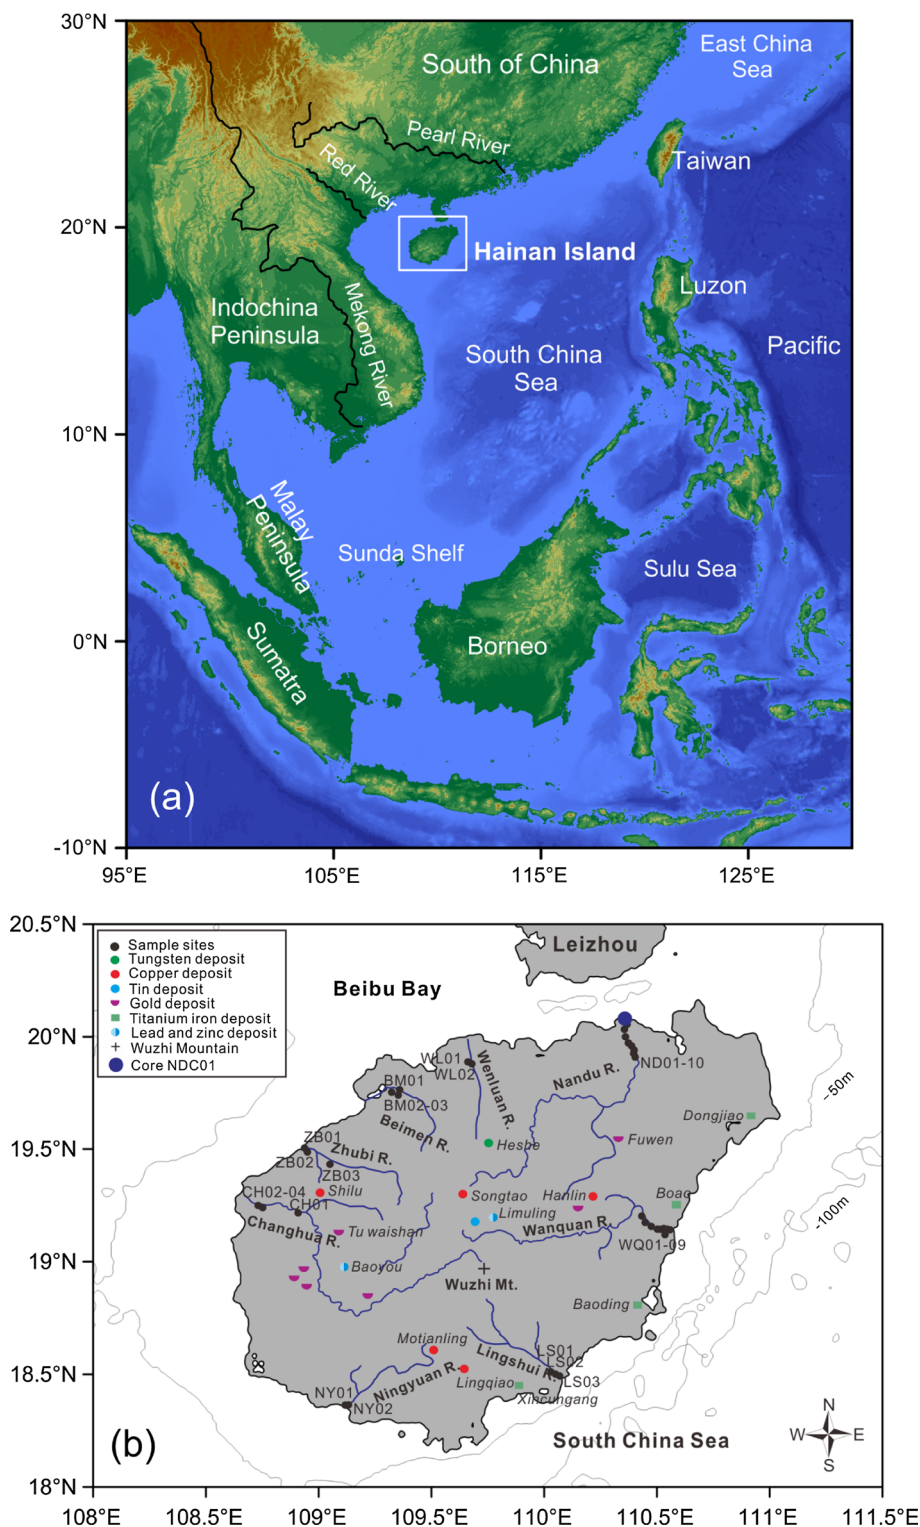 30°N
20°N
10°N
0°N
-10°N
95°E
105°E
115°E
125°E
East China
Sea
South of China
Pearl River
Red River
Taiwan
Hainan Island
Luzon
Indochina
Peninsula
Mekong River
South China
Sea
Pacific
Malay
Peninsula
Sunda Shelf
Sulu Sea
Borneo
Sumatra
(a)
20.5°N
20°N
19.5°N
19°N
18.5°N
18°N
108°E
108.5°E
109°E
109.5°E
110°E
110.5°E
111°E
111.5°E
Sample sites
Tungsten deposit
Copper deposit
Tin deposit
Gold deposit
Titanium iron deposit
Lead and zinc deposit
Wuzhi Mountain
Core NDC01
Leizhou
Beibu Bay
WL01
WL02
Wenluan R.
Nandu R.
ND01-10
-50m
BM01
BM02-03
Beimen R.
Dongjiao
ZB01
ZB02
Zhubi R.
ZB03
Heshe
Fuwen
CH02-04
CH01
Shilu
Songtao
Hanlin
Boao
-100m
Changhua R.
Tu waishan
Limuling
Wanquan R.
WQ01-09
Baoyou
Wuzhi Mt.
Baoding
Motianling
LS01
LS02
LS03
Lingshui R.
Ningyuan R.
Lingqiao
Xincungang
NY01
NY02
South China Sea
N
W
E
S
(b)